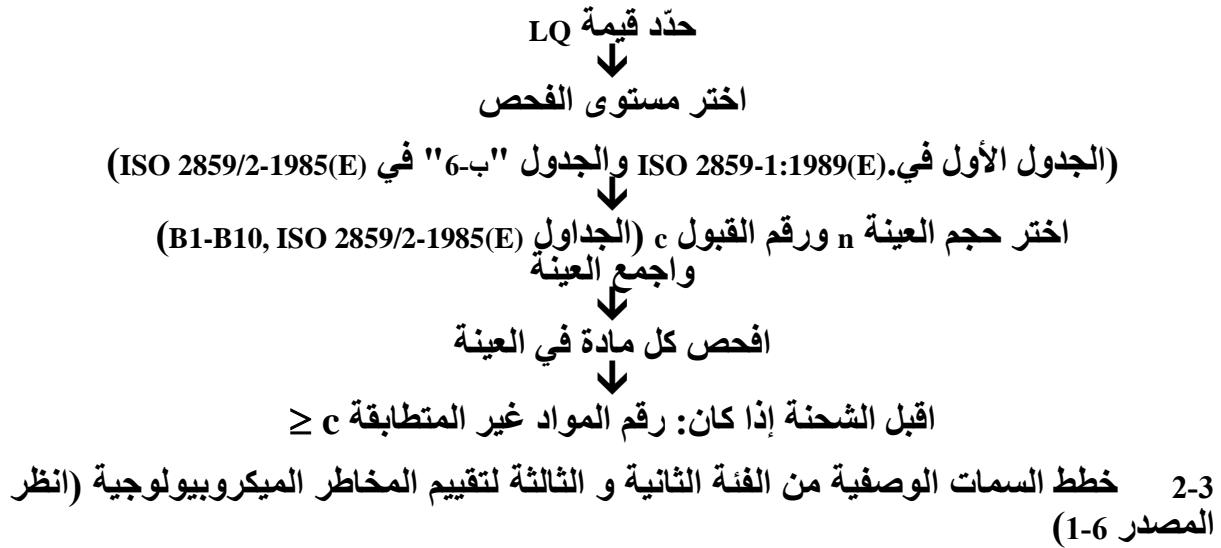 حدّد قيمة LQ
↓
اختر مستوى الفحص
(الجدول الأول في.ISO 2859-1:1989(E) والجدول "ب-6" في ISO 2859/2-1985(E))
↓
اختر حجم العينة n ورقم القبول c (الجداول B1-B10, ISO 2859/2-1985(E))
واجمع العينة
↓
افحص كل مادة في العينة
↓
اقبل الشحنة إذا كان: رقم المواد غير المتطابقة ≥ c
2-3 خطط السمات الوصفية من الفئة الثانية و الثالثة لتقييم المخاطر الميكروبيولوجية (انظر
المصدر 6-1)